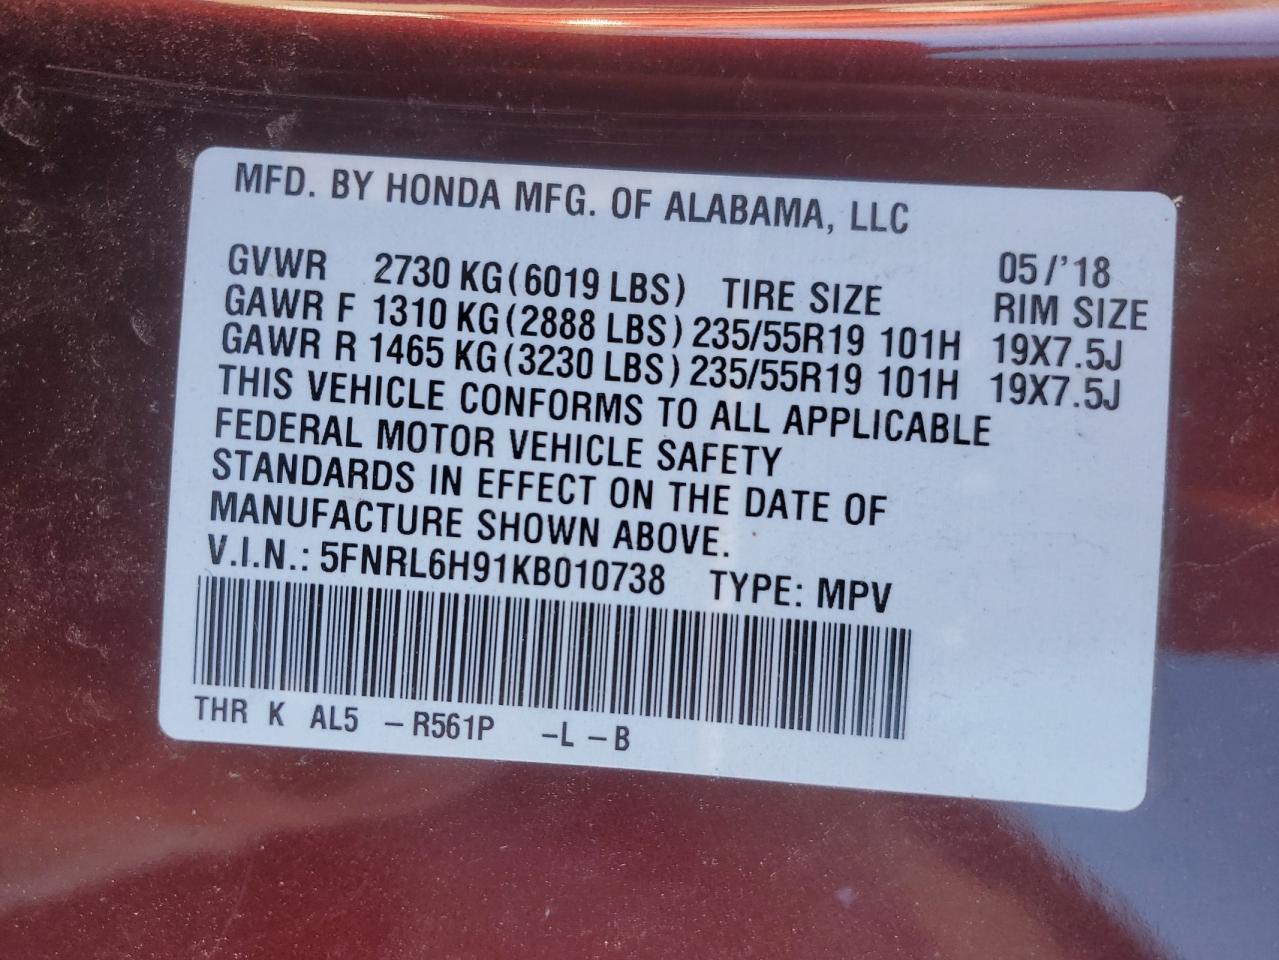 MFD. BY HONDA MFG. OF ALABAMA, LLC
05/'18
GVWR 2730 KG(6019 LBS) TIRE SIZE RIM SIZE
GAWR F 1310 KG(2888 LBS) 235/55R19 101H 19X7.5J
GAWR R 1465 KG(3230 LBS) 235/55R19 101H 19X7.5J
THIS VEHICLE CONFORMS TO ALL APPLICABLE
FEDERAL MOTOR VEHICLE SAFETY
STANDARDS IN EFFECT ON THE DATE OF
MANUFACTURE SHOWN ABOVE.
V.I.N.: 5FNRL6H91KB010738 TYPE: MPV
THR K AL5 -R561P -L -B